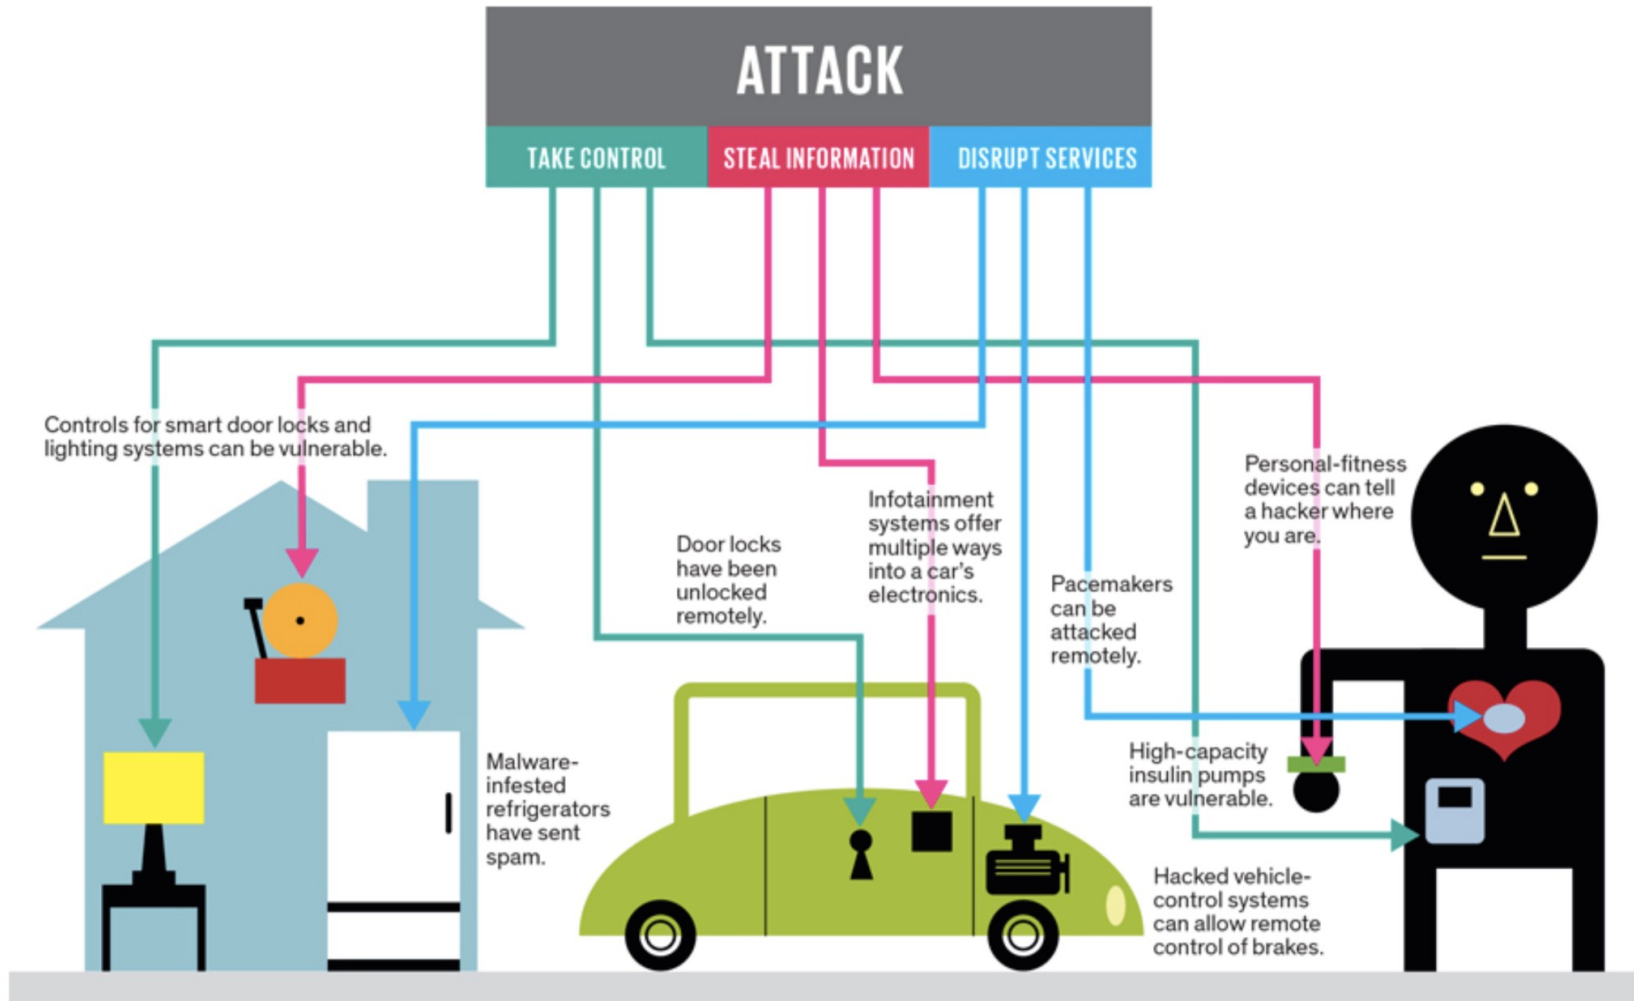 ATTACK
TAKE CONTROL
STEAL INFORMATION
DISRUPT SERVICES
Controls for smart door locks and
lighting systems can be vulnerable.
Malware-
infested
refrigerators
have sent
spam.
Door locks
have been
unlocked
remotely.
Infotainment
systems offer
multiple ways
into a car's
electronics.
Pacemakers
can be
attacked
remotely.
Personal-fitness
devices can tell
a hacker where
you are.
High-capacity
insulin pumps
are vulnerable.
Hacked vehicle-
control systems
can allow remote
control of brakes.